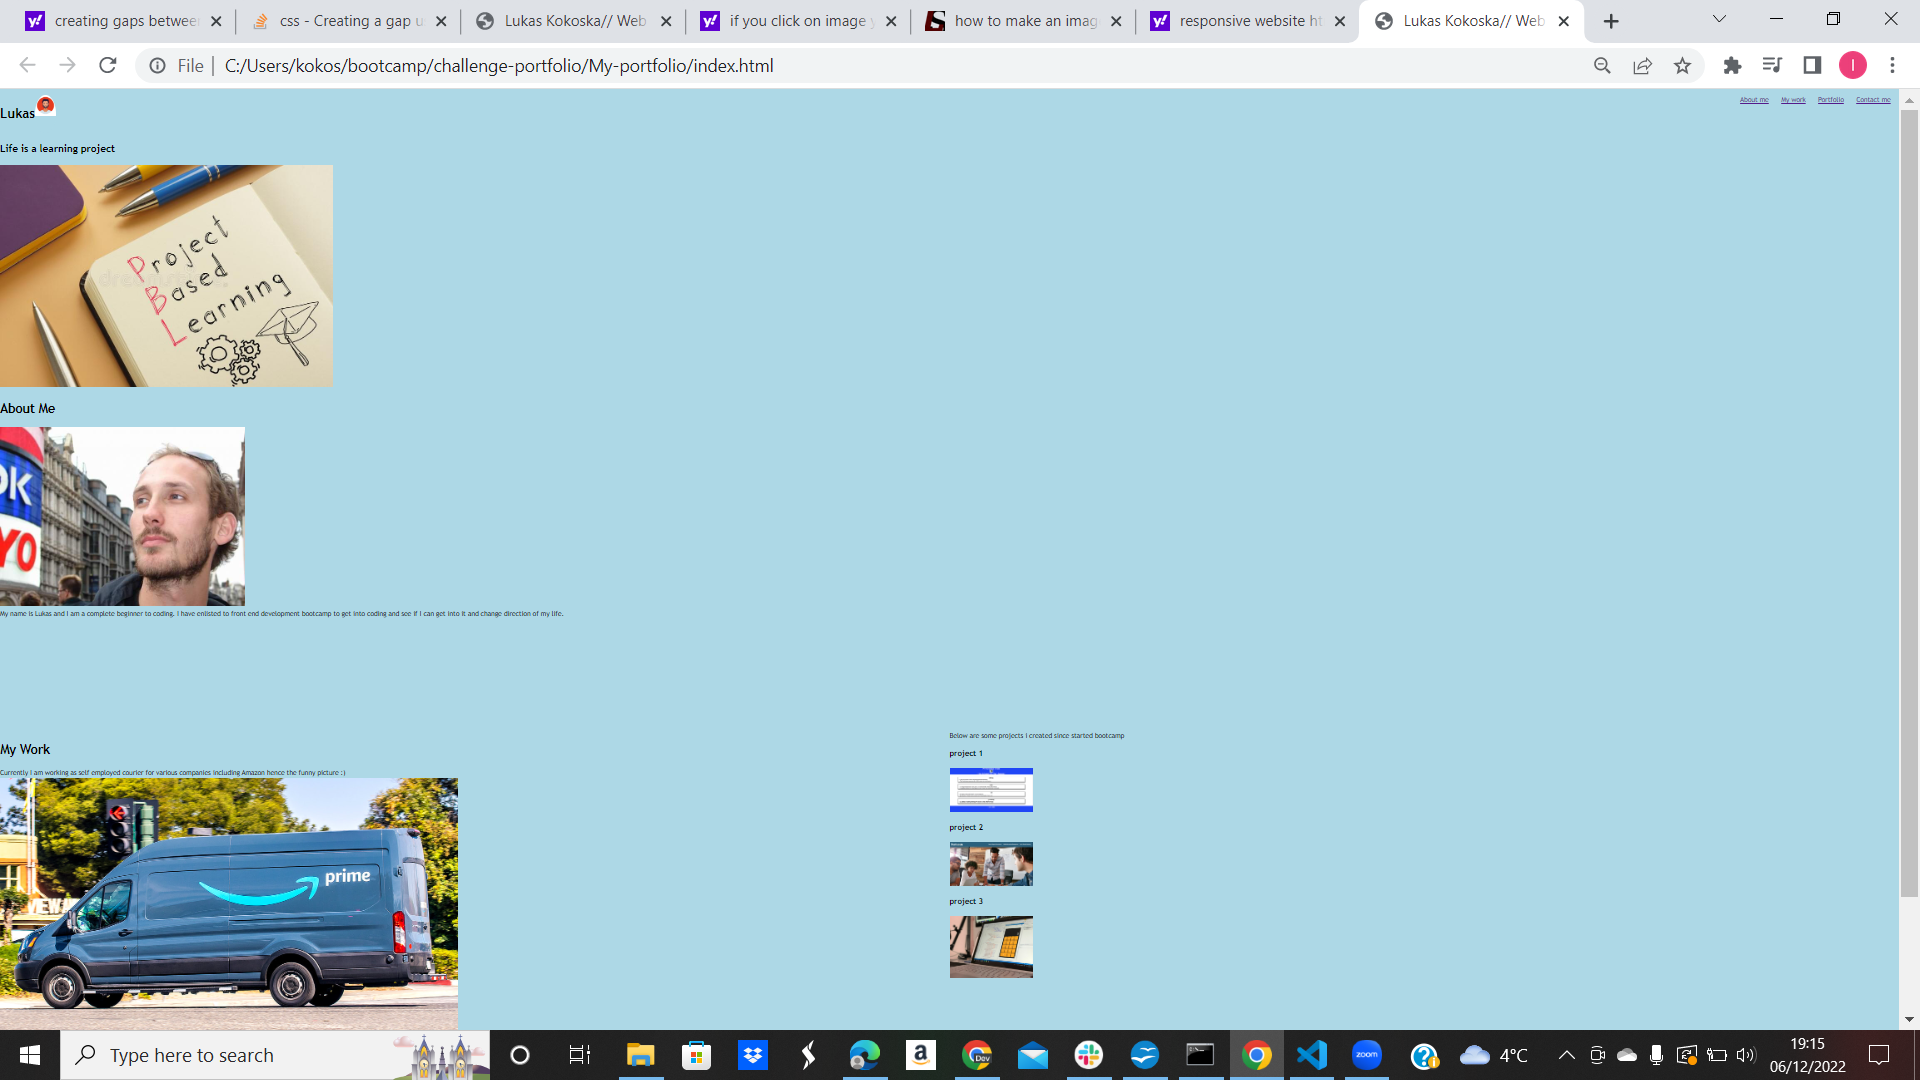 creating gaps betwee
css - Creating a gap u
Lukas Kokoska// Web
if you click on image y
how to make an imag
responsive website ht
Lukas Kokoska// Web
File
C:/Users/kokos/bootcamp/challenge-portfolio/My-portfolio/index.html
I
Lukas
About me
My work
Portfolio
Contact me
Life is a learning project
Project
Based
Learning
About Me
OK
YO
My name is Lukas and I am a complete beginner to coding. I have enlisted to front end development bootcamp to get into coding and see if I can get into it and change direction of my life.
My Work
Currently I am working as self employed courier for various companies including Amazon hence the funny picture :)
prime
Below are some projects I created since started bootcamp
project 1
project 2
project 3
Type here to search
Dev
zoom
4°C
19:15
06/12/2022